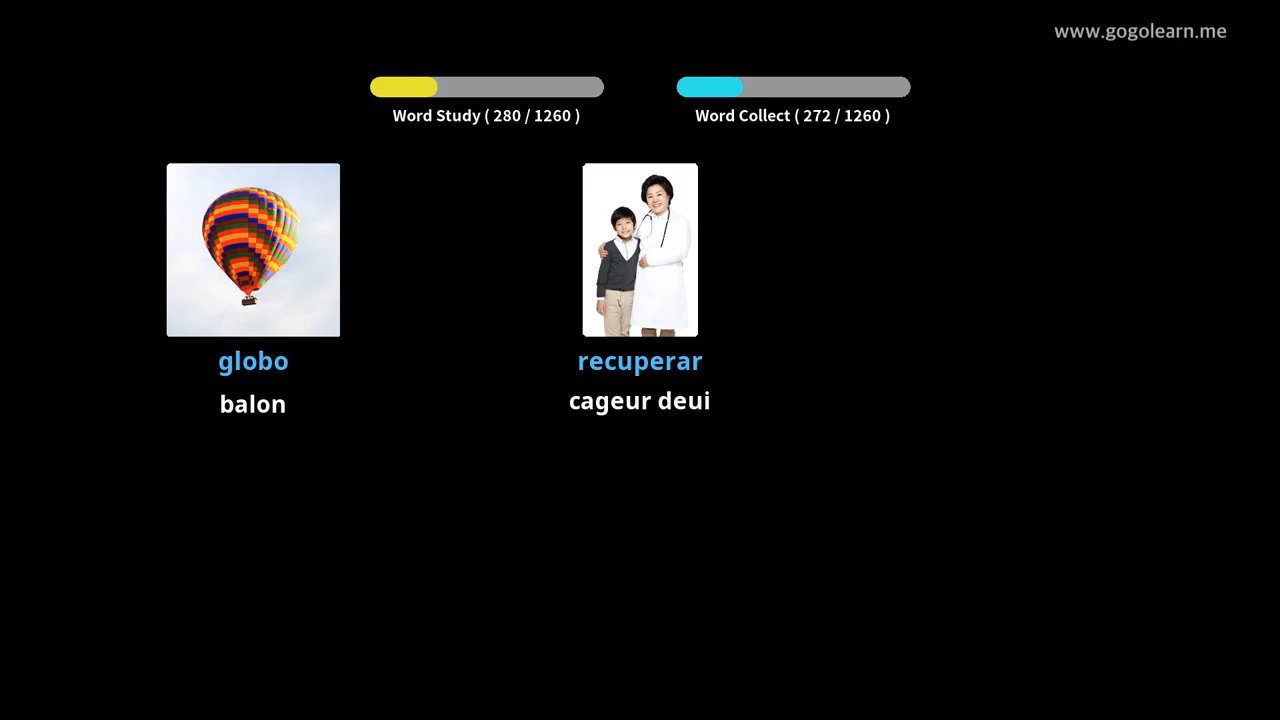 www.gogolearn.me
Word Study ( 280 / 1260 )
Word Collect ( 272 / 1260 )
globo
recuperar
balon
cageur deui